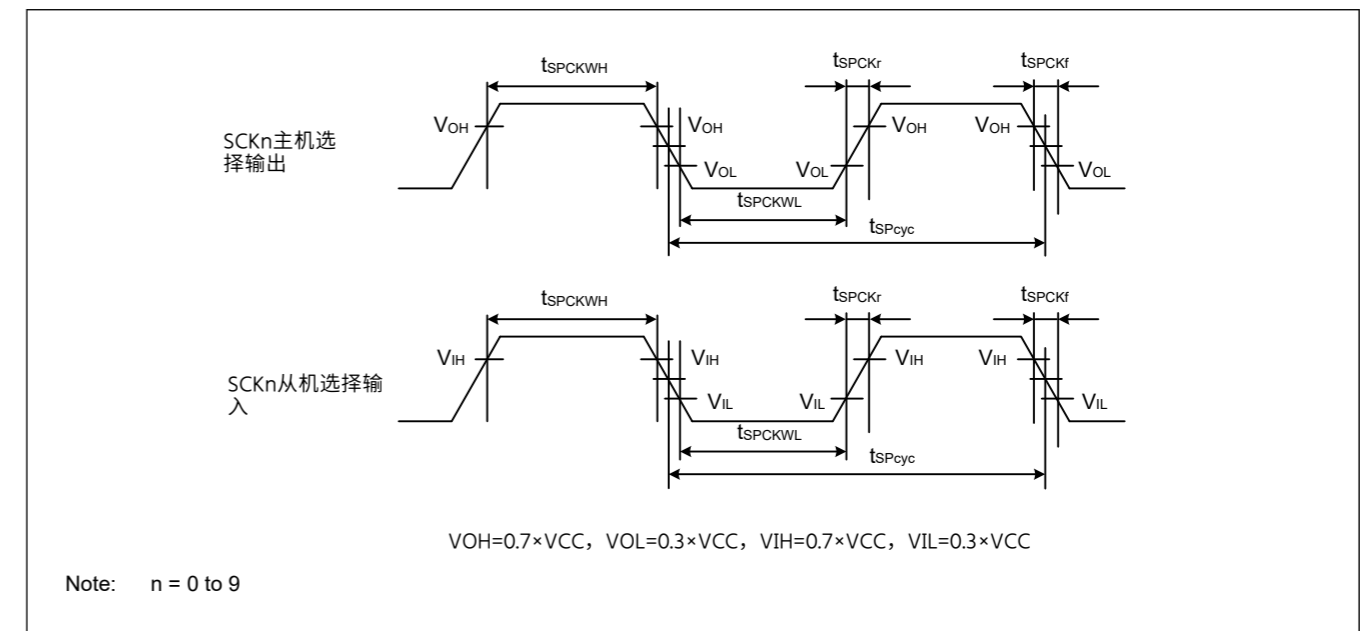 tSPCKWH
tSPCKr
tSPCKf
SCKn主机选
择输出
VOH
VOH
VOH
VOH
VOL
VOL
VOL
tSPCKWL
tSPcyc
tSPCKWH
tSPCKr
tSPCKf
SCKn从机选择输
入
VIH
VIH
VIH
VIH
VIL
VIL
VIL
tSPCKWL
tSPcyc
VOH=0.7×VCC，VOL=0.3×VCC，VIH=0.7×VCC，VIL=0.3×VCC
Note: n = 0 to 9